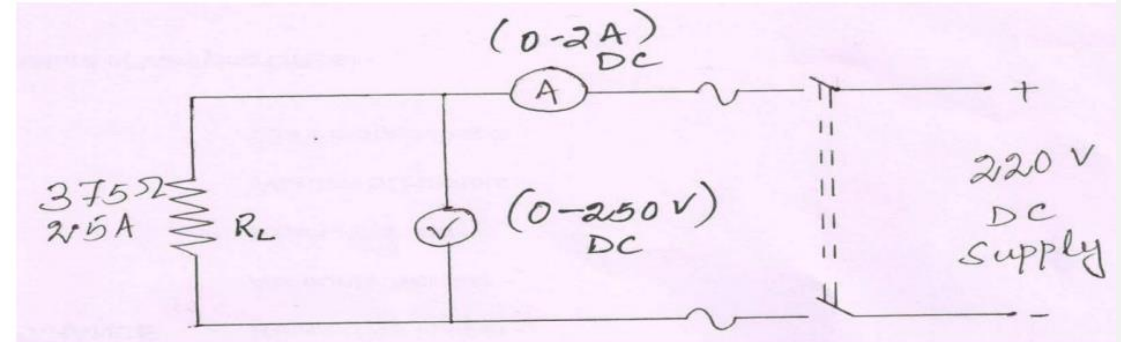 (0-2A)
DC
A
+
375Ω
2.5A
RL
V
(0-250V)
DC
220 V
DC
Supply
-